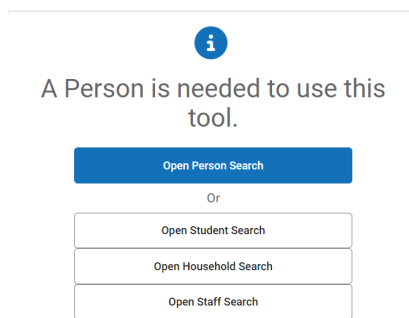 A Person is needed to use this
tool.
Open Person Search
Or
Open Student Search
Open Household Search
Open Staff Search